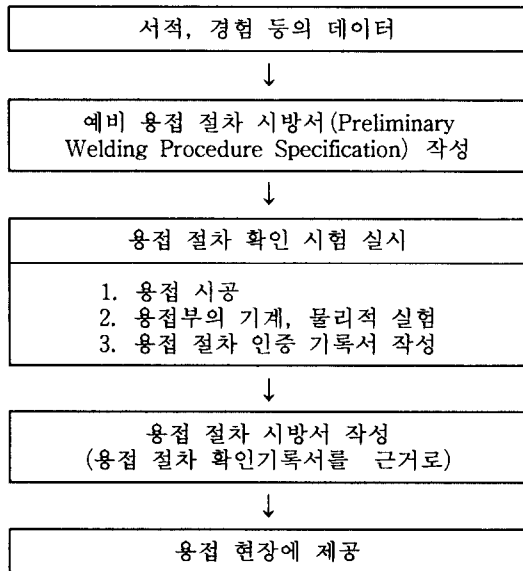 서적, 경험 등의 데이터
↓
예비 용접 절차 시방서(Preliminary
Welding Procedure Specification) 작성
↓
용접 절차 확인 시험 실시
1. 용접 시공
2. 용접부의 기계, 물리적 실험
3. 용접 절차 인증 기록서 작성
↓
용접 절차 시방서 작성
(용접 절차 확인기록서를 근거로)
↓
용접 현장에 제공